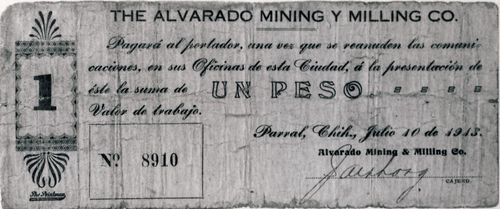 THE ALVARADO MINING Y MILLING CO.
Pagará al portador, una vez que se reanuden las comuni-
caciones, en sus Oficinas de esta Ciudad, á la presentación de
éste la suma de UN PESO
Valor de trabajo.
1
Parral, Chih., Julio 10 de 1913.
Nº 8910
Alvarado Mining & Milling Co.
CAJERO.